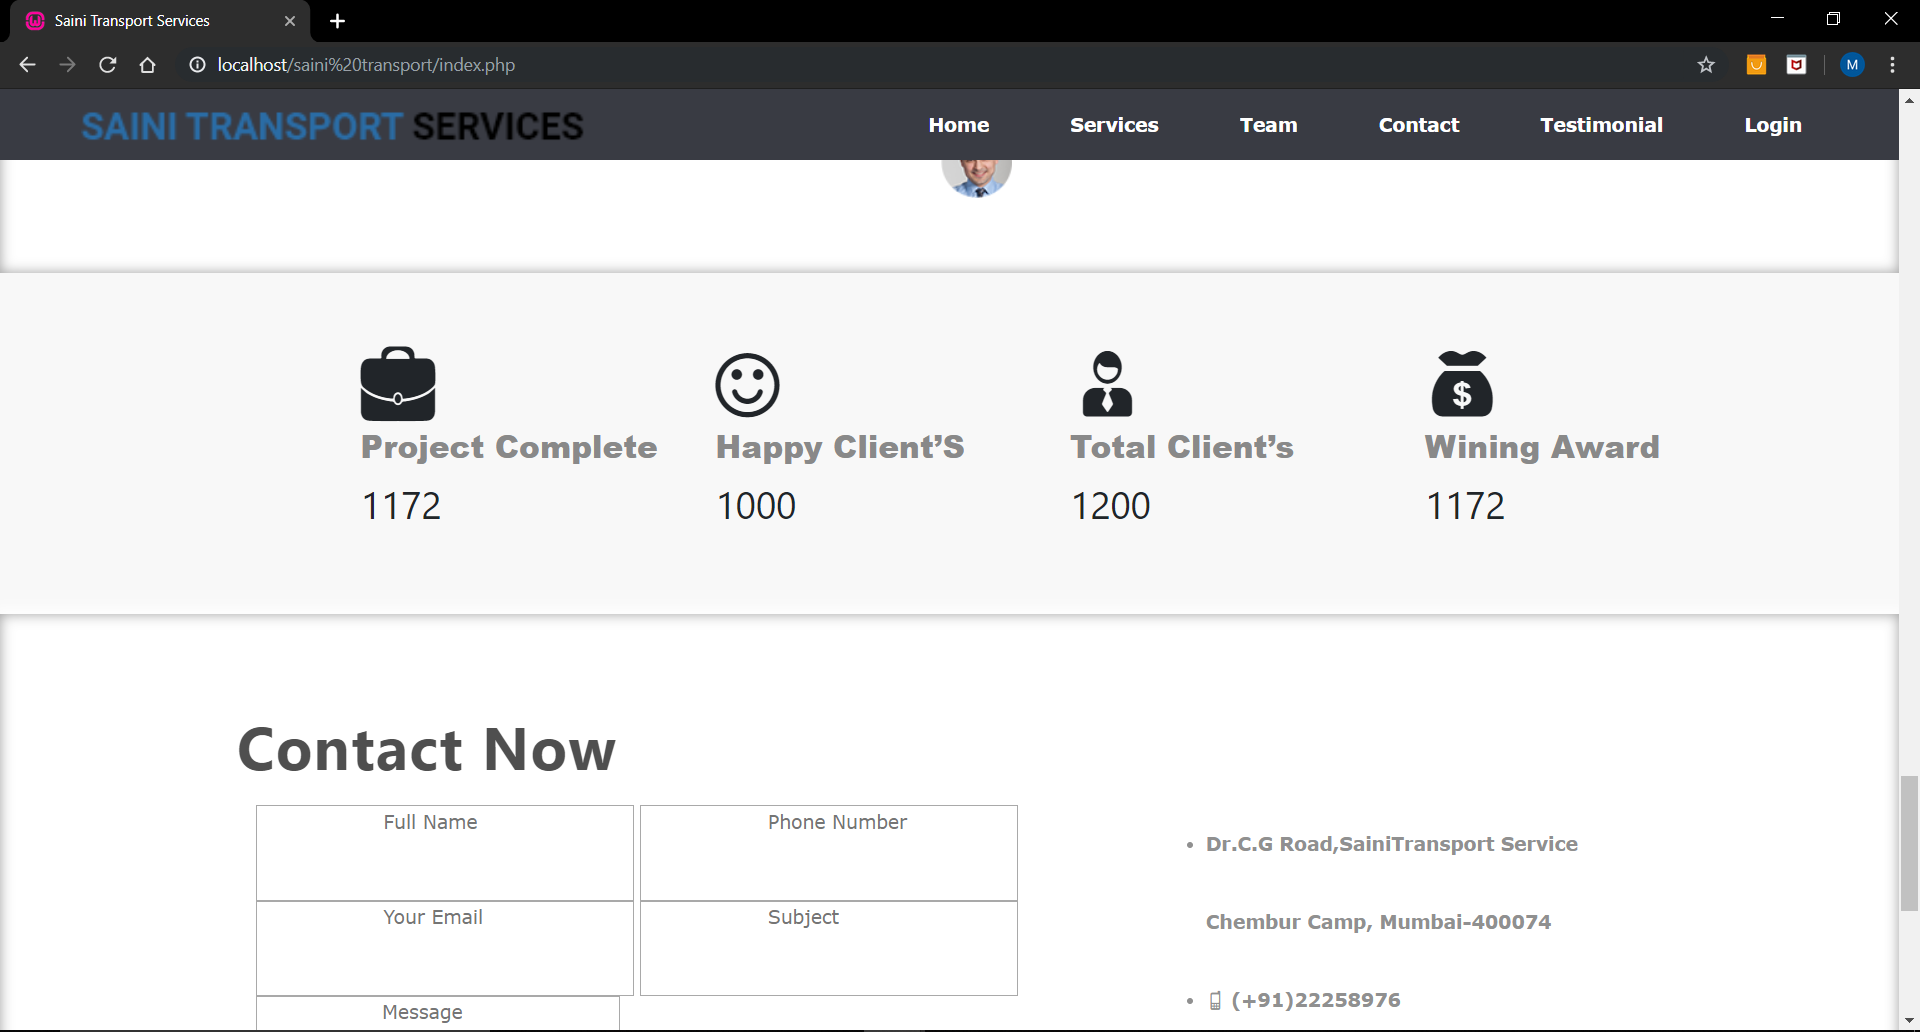 Saini Transport Services
localhost/saini%20transport/index.php
M
SAINI TRANSPORT SERVICES
Home Services Team Contact Testimonial Login
$
Project Complete Happy Client’S Total Client’s Wining Award
1172 1000 1200 1172
Contact Now
Full Name Phone Number
Your Email Subject
Message
• Dr.C.G Road,SainiTransport Service
Chembur Camp, Mumbai-400074
• (+91)22258976